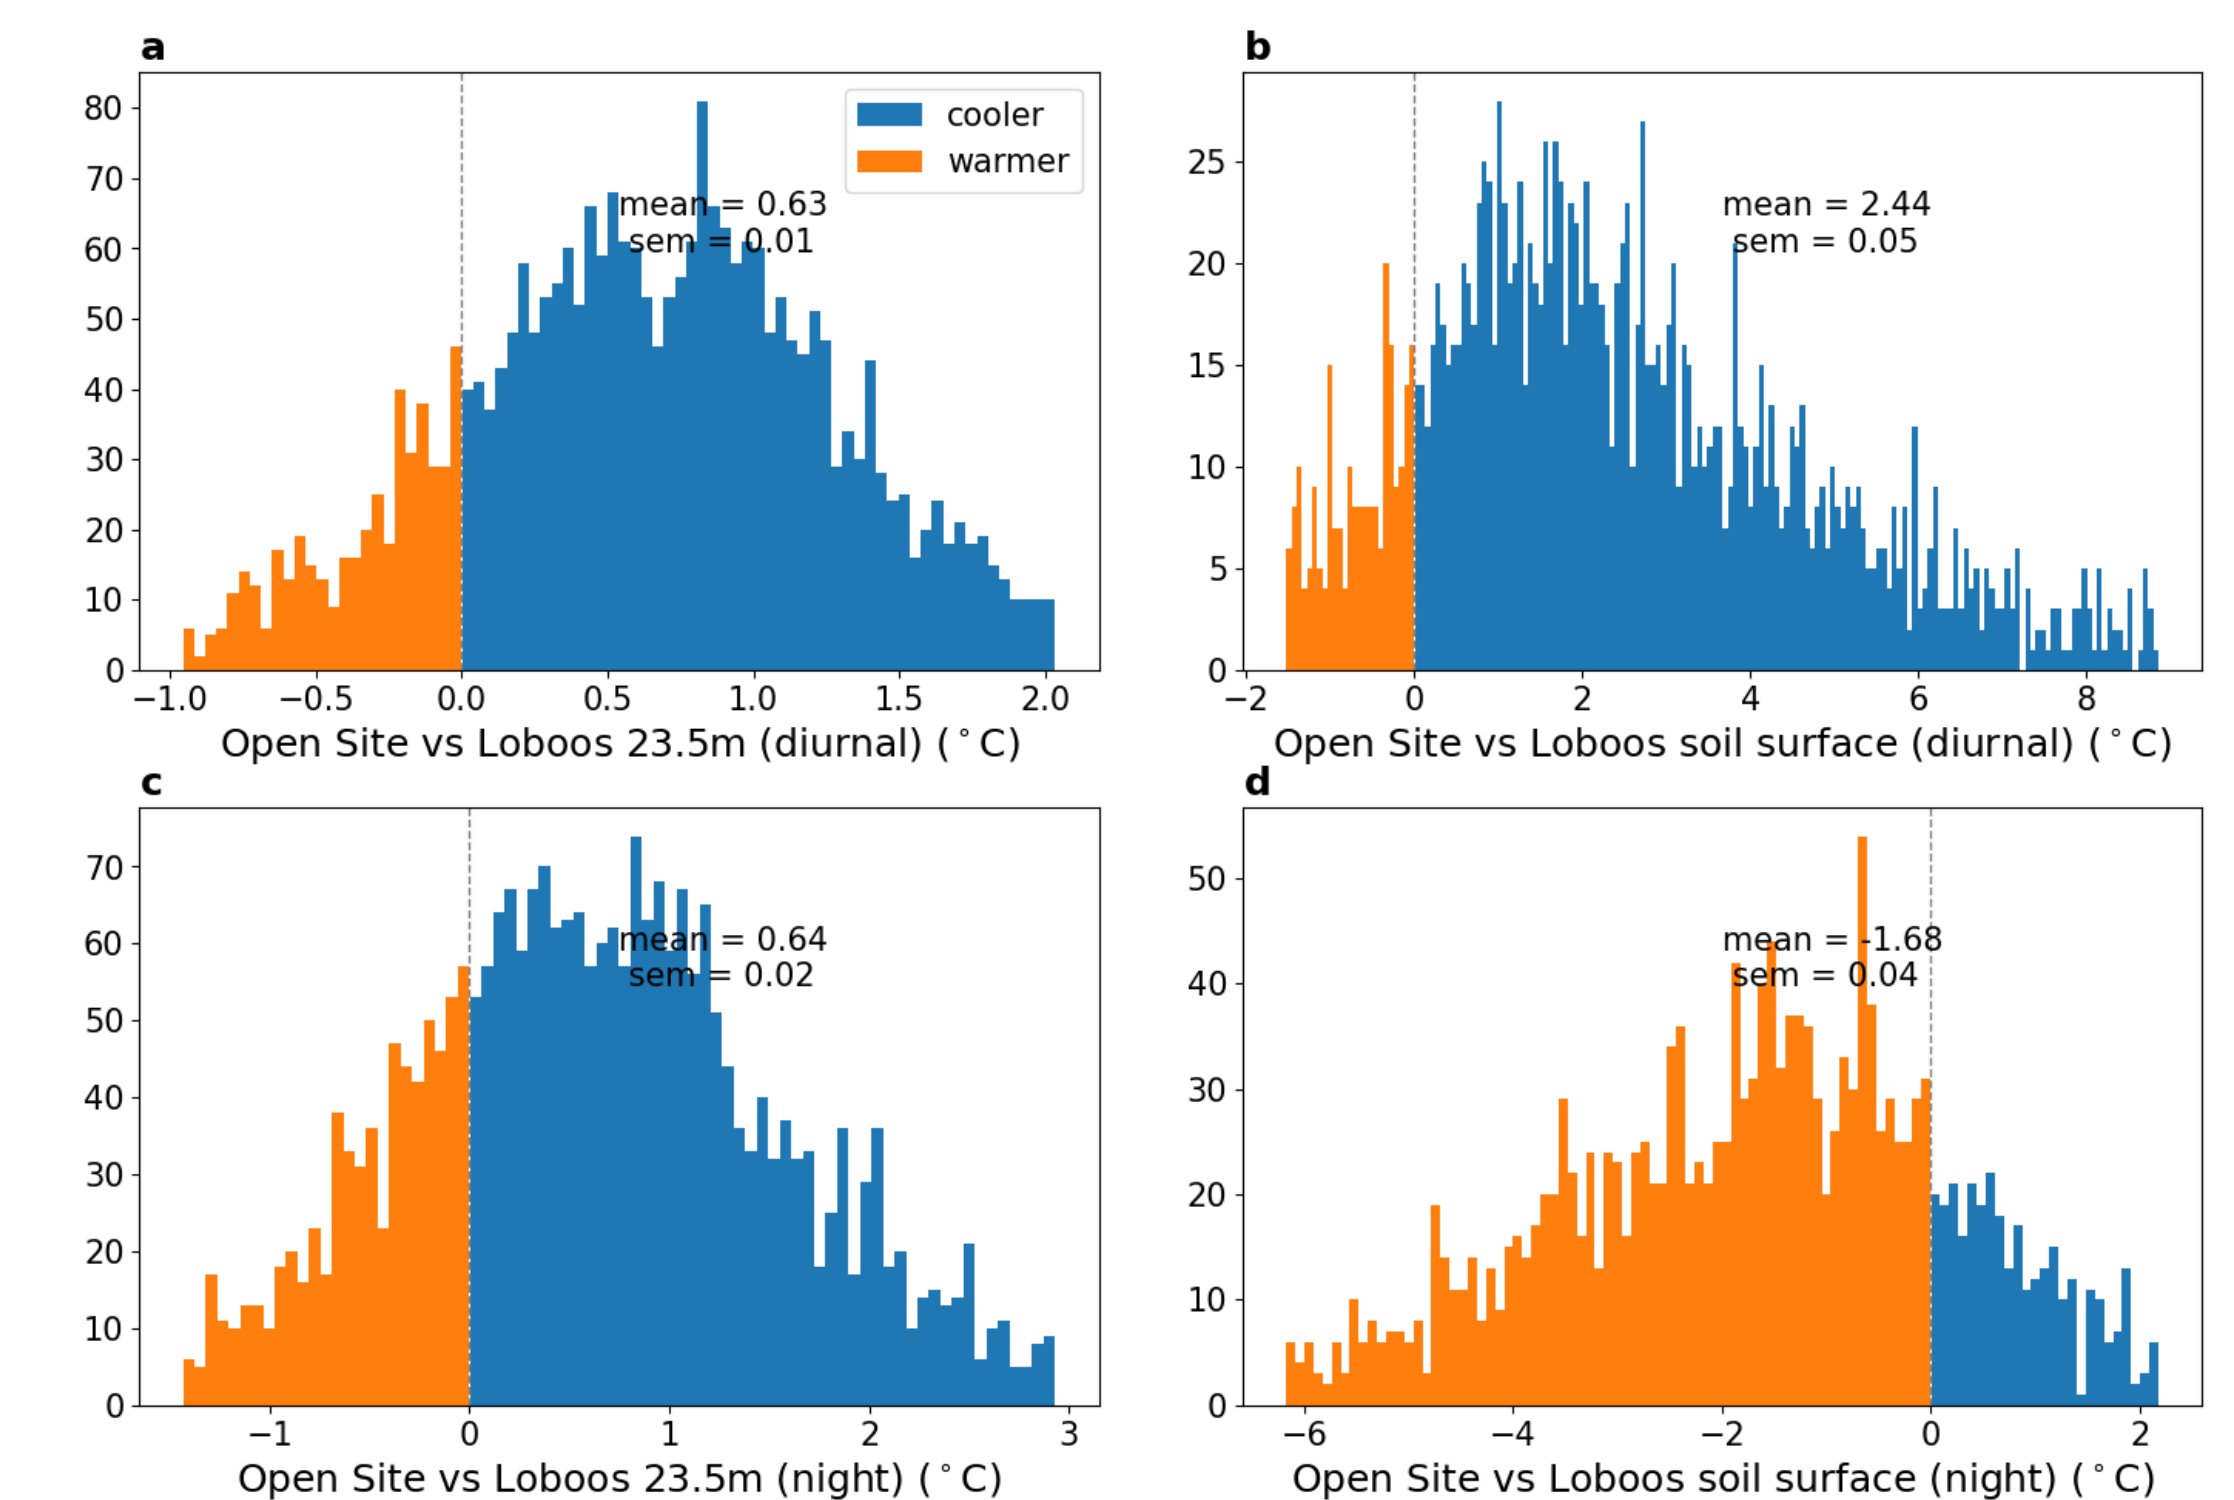 a
80
70
60
50
40
30
20
10
0
cooler
warmer
mean = 0.63
sem = 0.01
−1.0 −0.5 0.0 0.5 1.0 1.5 2.0
Open Site vs Loboos 23.5m (diurnal) (°C)
b
25
20
15
10
5
0
mean = 2.44
sem = 0.05
−2 0 2 4 6 8
Open Site vs Loboos soil surface (diurnal) (°C)
c
70
60
50
40
30
20
10
0
mean = 0.64
sem = 0.02
−1 0 1 2 3
Open Site vs Loboos 23.5m (night) (°C)
d
50
40
30
20
10
0
mean = -1.68
sem = 0.04
−6 −4 −2 0 2
Open Site vs Loboos soil surface (night) (°C)